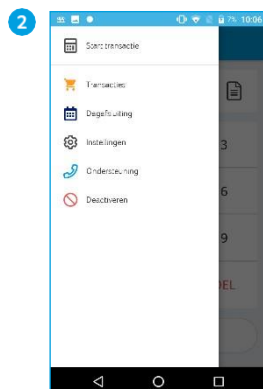 2
7% 10:06
Start transactie
Transacties
3
Dagafsluiting
Instellingen
6
Ondersteuning
Deactiveren
9
DEL